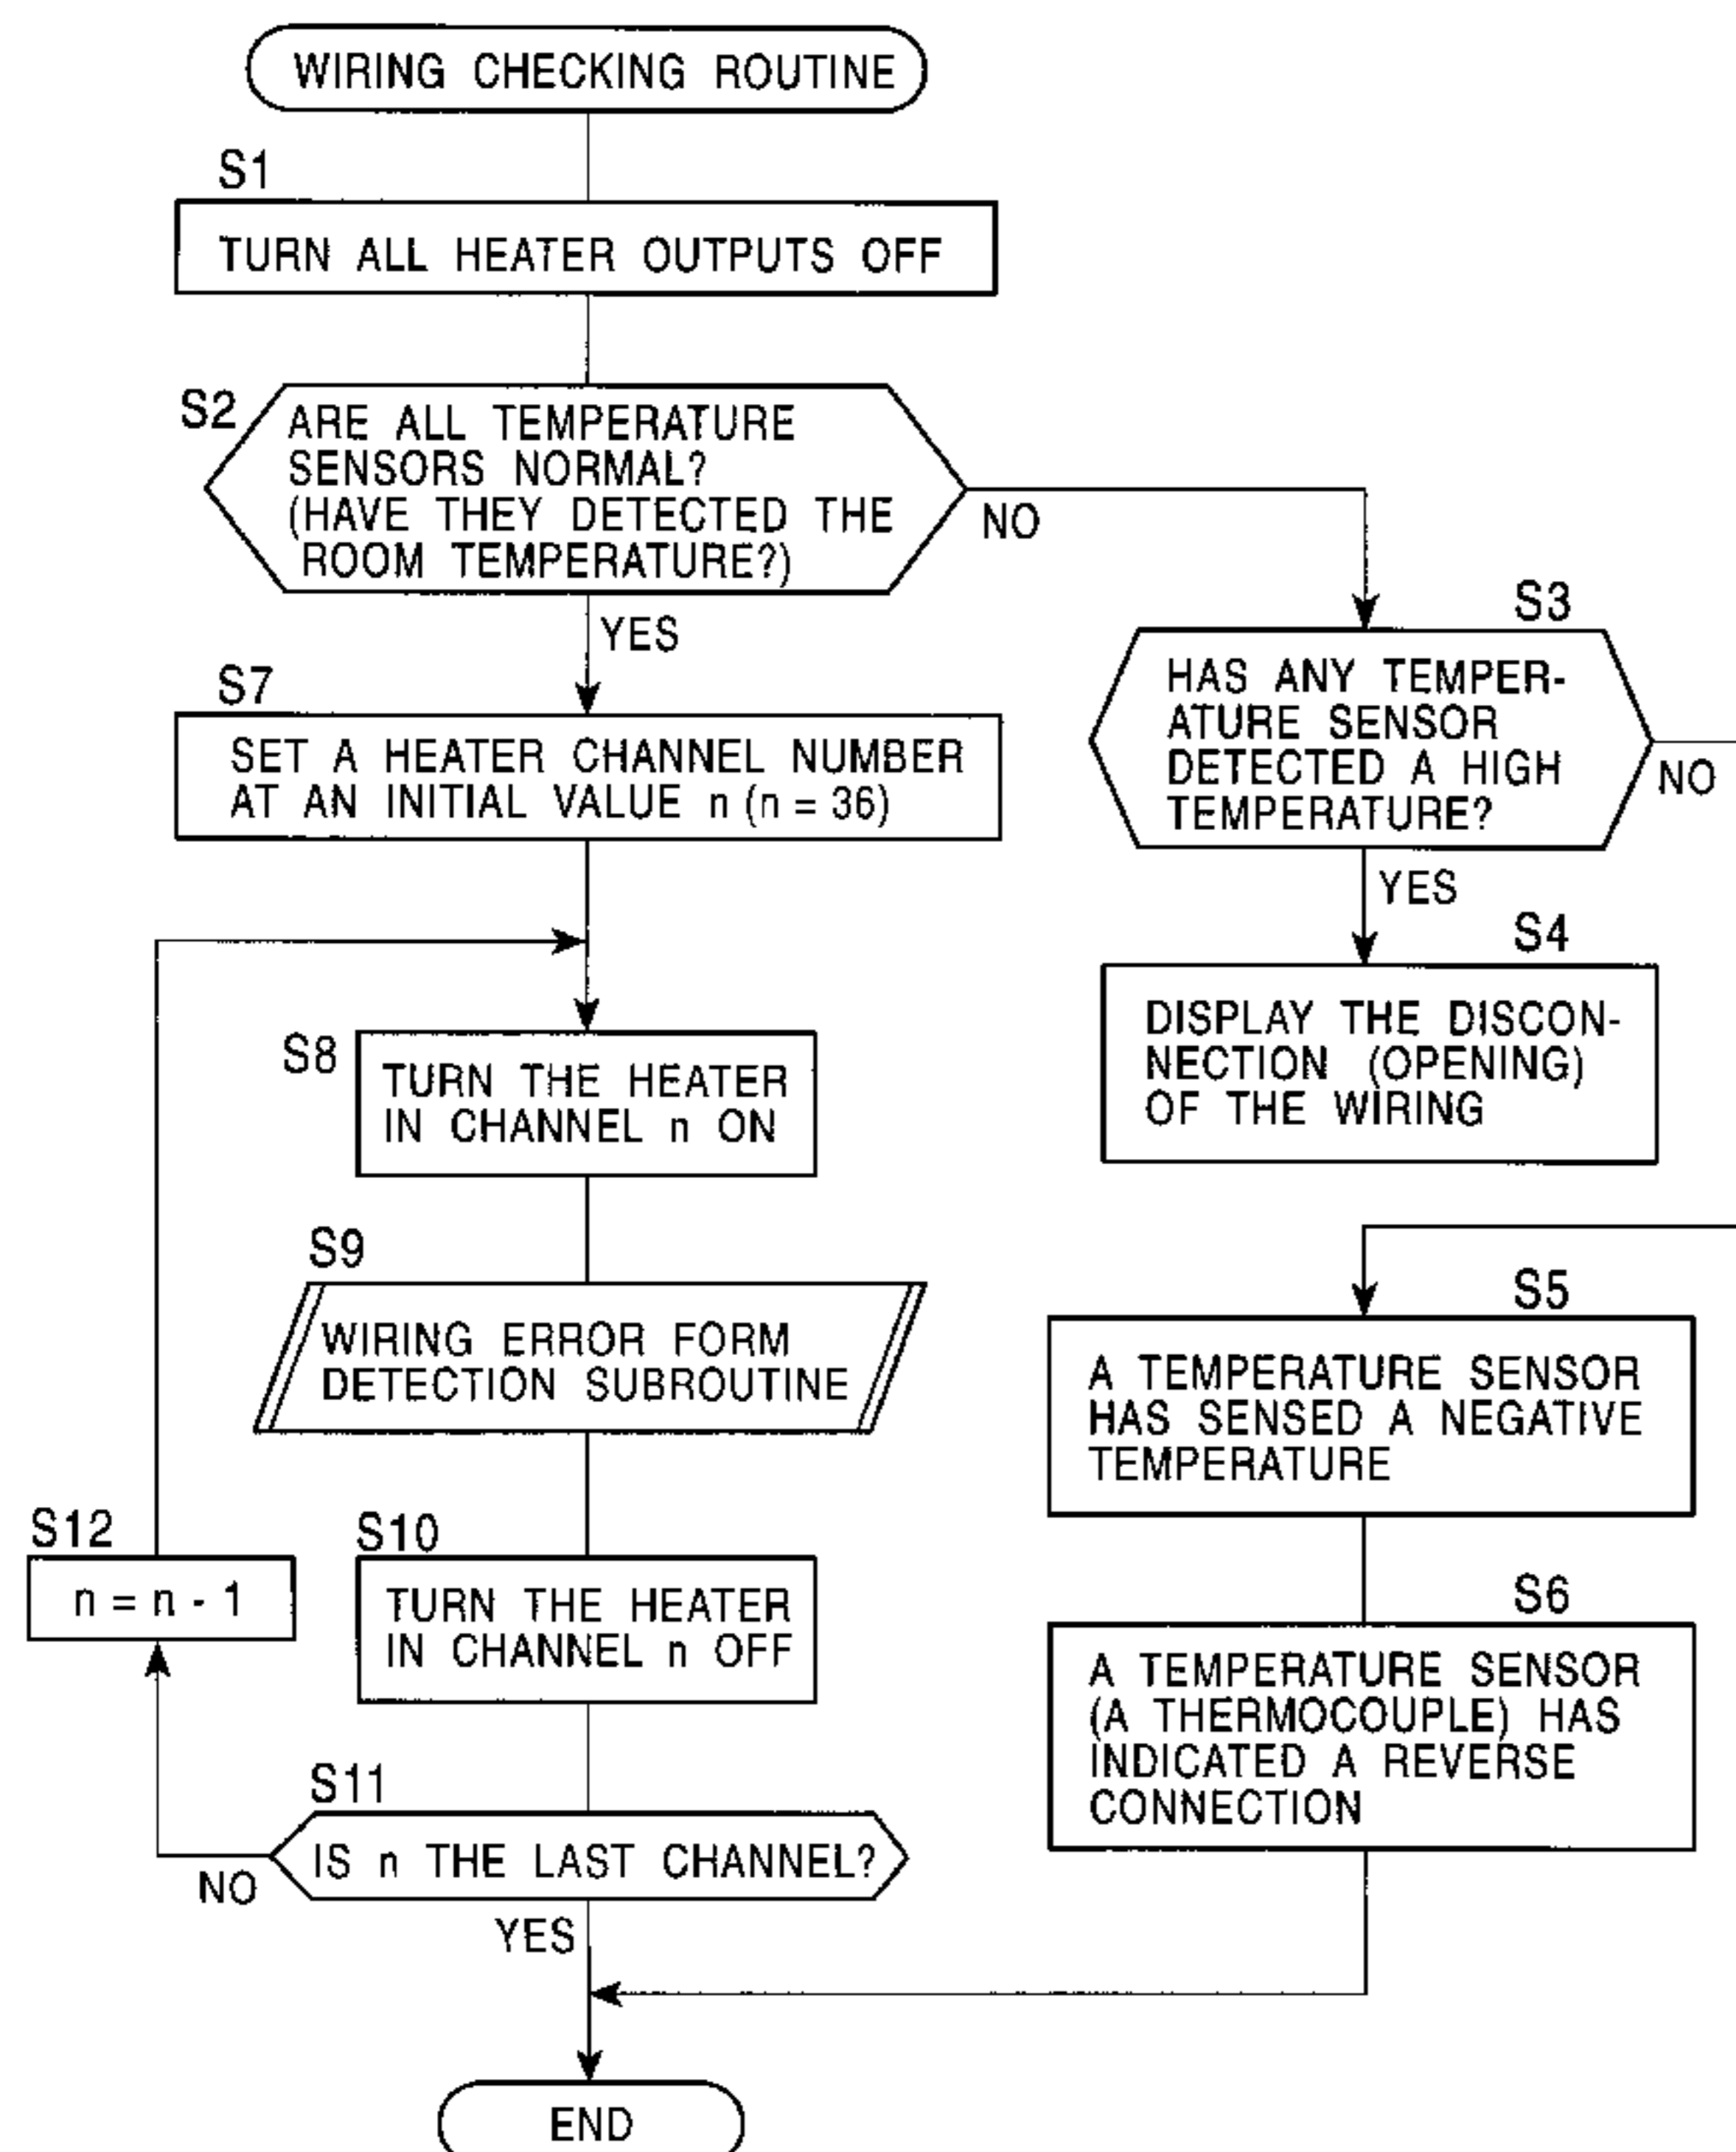 WIRING CHECKING ROUTINE
S1
TURN ALL HEATER OUTPUTS OFF
S2
ARE ALL TEMPERATURE
SENSORS NORMAL?
(HAVE THEY DETECTED THE
ROOM TEMPERATURE?)
NO
YES
S3
HAS ANY TEMPER-
ATURE SENSOR
DETECTED A HIGH
TEMPERATURE?
NO
YES
S4
DISPLAY THE DISCON-
NECTION (OPENING)
OF THE WIRING
S5
A TEMPERATURE SENSOR
HAS SENSED A NEGATIVE
TEMPERATURE
S6
A TEMPERATURE SENSOR
(A THERMOCOUPLE) HAS
INDICATED A REVERSE
CONNECTION
S7
SET A HEATER CHANNEL NUMBER
AT AN INITIAL VALUE n (n = 36)
S8
TURN THE HEATER
IN CHANNEL n ON
S9
WIRING ERROR FORM
DETECTION SUBROUTINE
S10
TURN THE HEATER
IN CHANNEL n OFF
S11
IS n THE LAST CHANNEL?
NO
YES
S12
n = n - 1
END